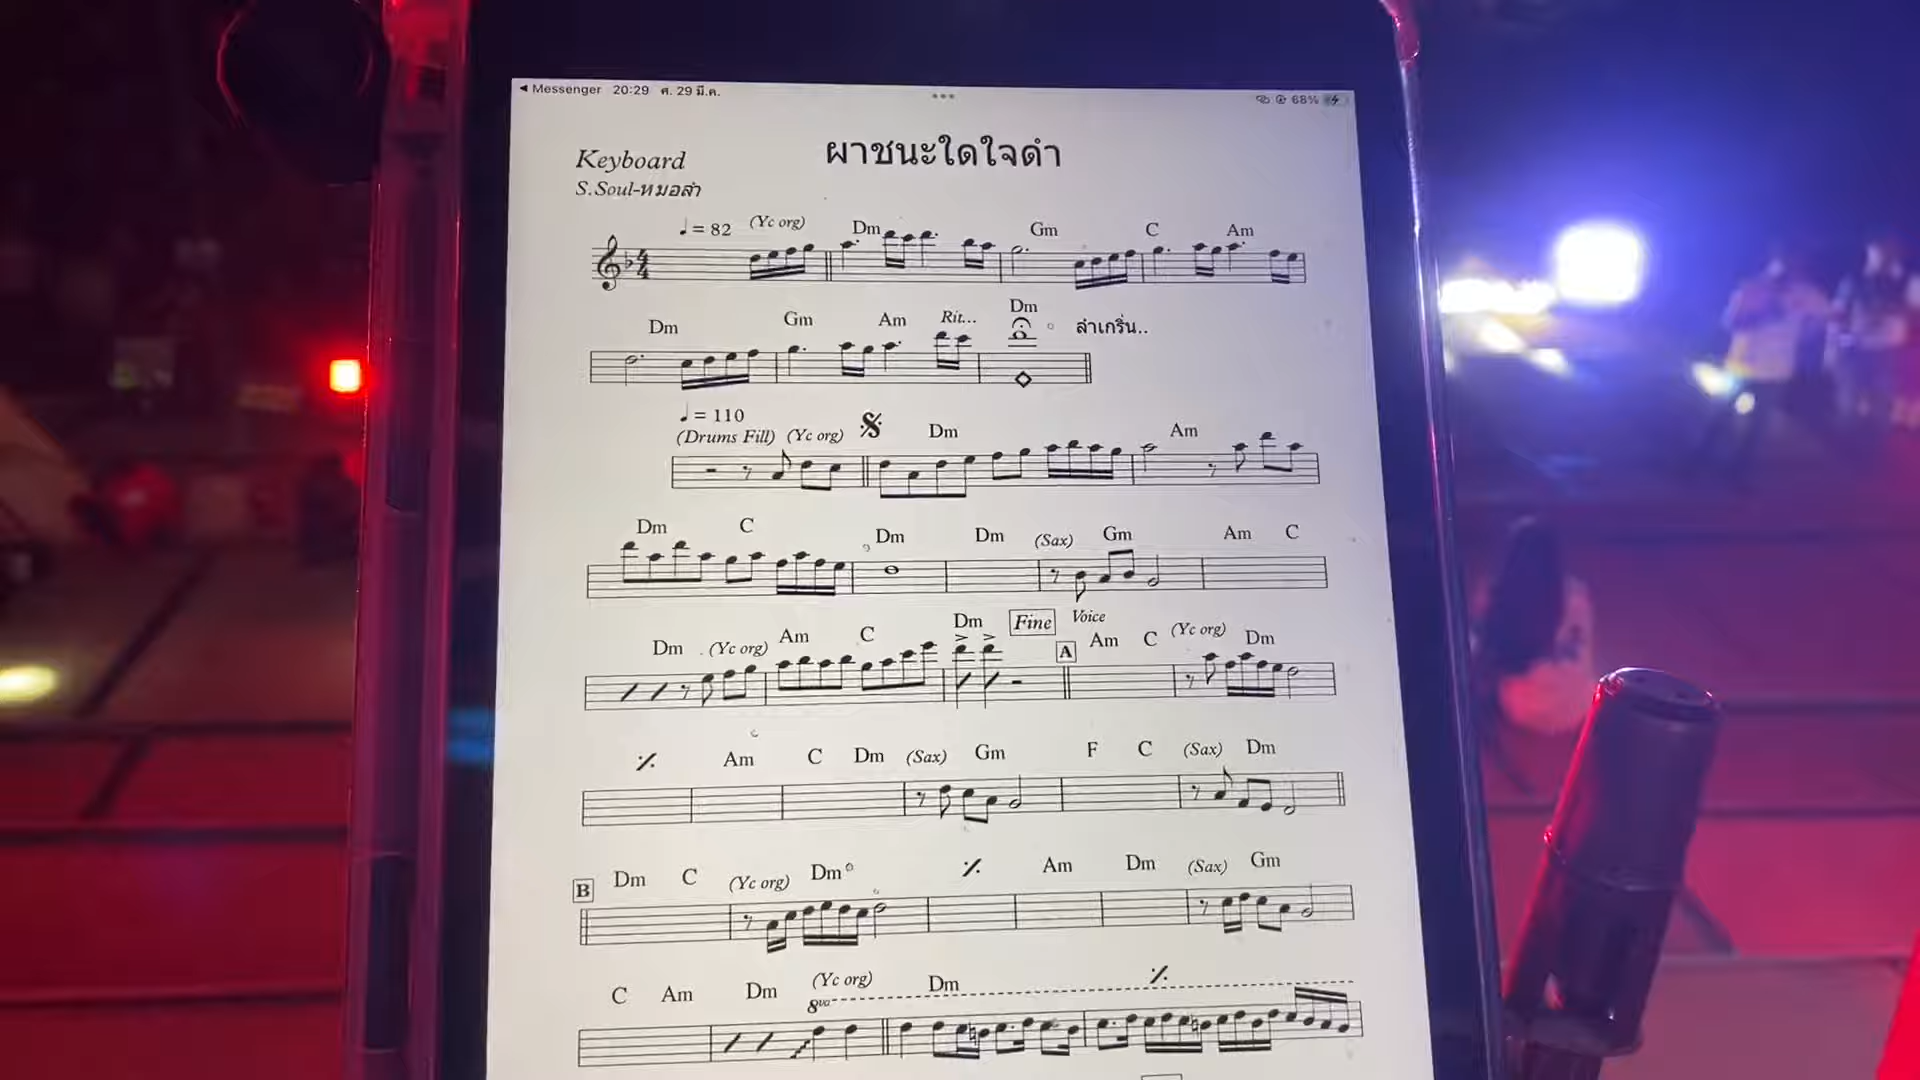 ◄ Messenger 20:29 ศ. 29 มี.ค.
68%
ผาชนะใดใจดำ
Keyboard
S.Soul-หมอลำ
♩ = 82 (Yc org) Dm Gm C Am
Dm Gm Am Rit... Dm ลำเกริ่น..
♩ = 110
(Drums Fill) (Yc org) Dm Am
Dm C Dm Dm (Sax) Gm Am C
Dm (Yc org) Am C Dm Fine Voice A Am C (Yc org) Dm
Am C Dm (Sax) Gm F C (Sax) Dm
B Dm C (Yc org) Dm Am Dm (Sax) Gm
C Am Dm (Yc org) 8va Dm